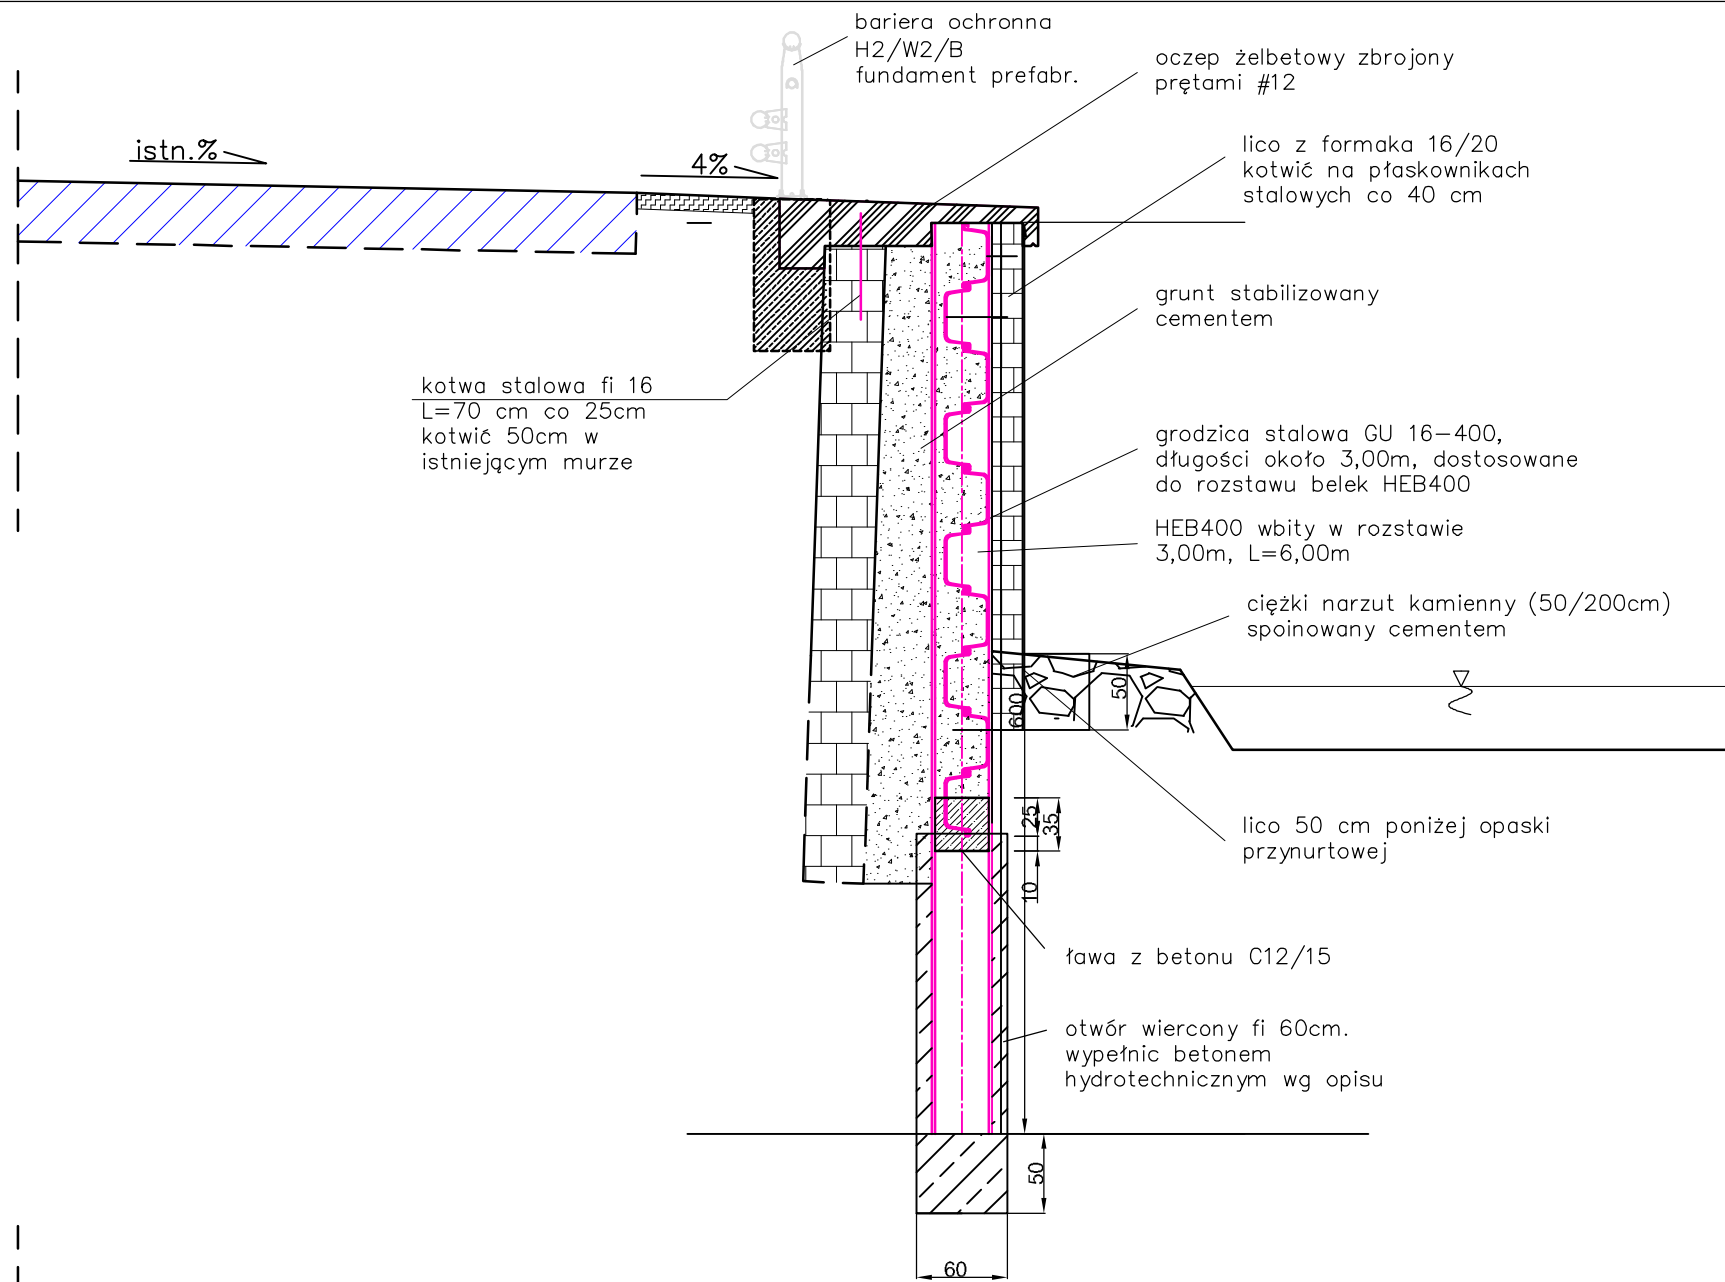 bariera ochronna
H2/W2/B
fundament prefabr.
oczep żelbetowy zbrojony
prętami #12
istn.%
4%
lico z formaka 16/20
kotwić na płaskownikach
stalowych co 40 cm
grunt stabilizowany
cementem
kotwa stalowa fi 16
L=70 cm co 25cm
kotwić 50cm w
istniejącym murze
grodzica stalowa GU 16-400,
długości około 3,00m, dostosowane
do rozstawu belek HEB400
HEB400 wbity w rozstawie
3,00m, L=6,00m
ciężki narzut kamienny (50/200cm)
spoinowany cementem
50
600
25
35
10
lico 50 cm poniżej opaski
przynurtowej
ława z betonu C12/15
otwór wiercony fi 60cm.
wypełnic betonem
hydrotechnicznym wg opisu
50
60